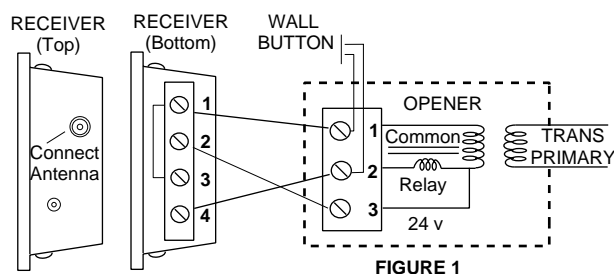 RECEIVER
(Top)
Connect
Antenna
RECEIVER
(Bottom)
1
2
3
4
WALL
BUTTON
OPENER
1
Common
2
Relay
3
24 v
TRANS
PRIMARY
FIGURE 1